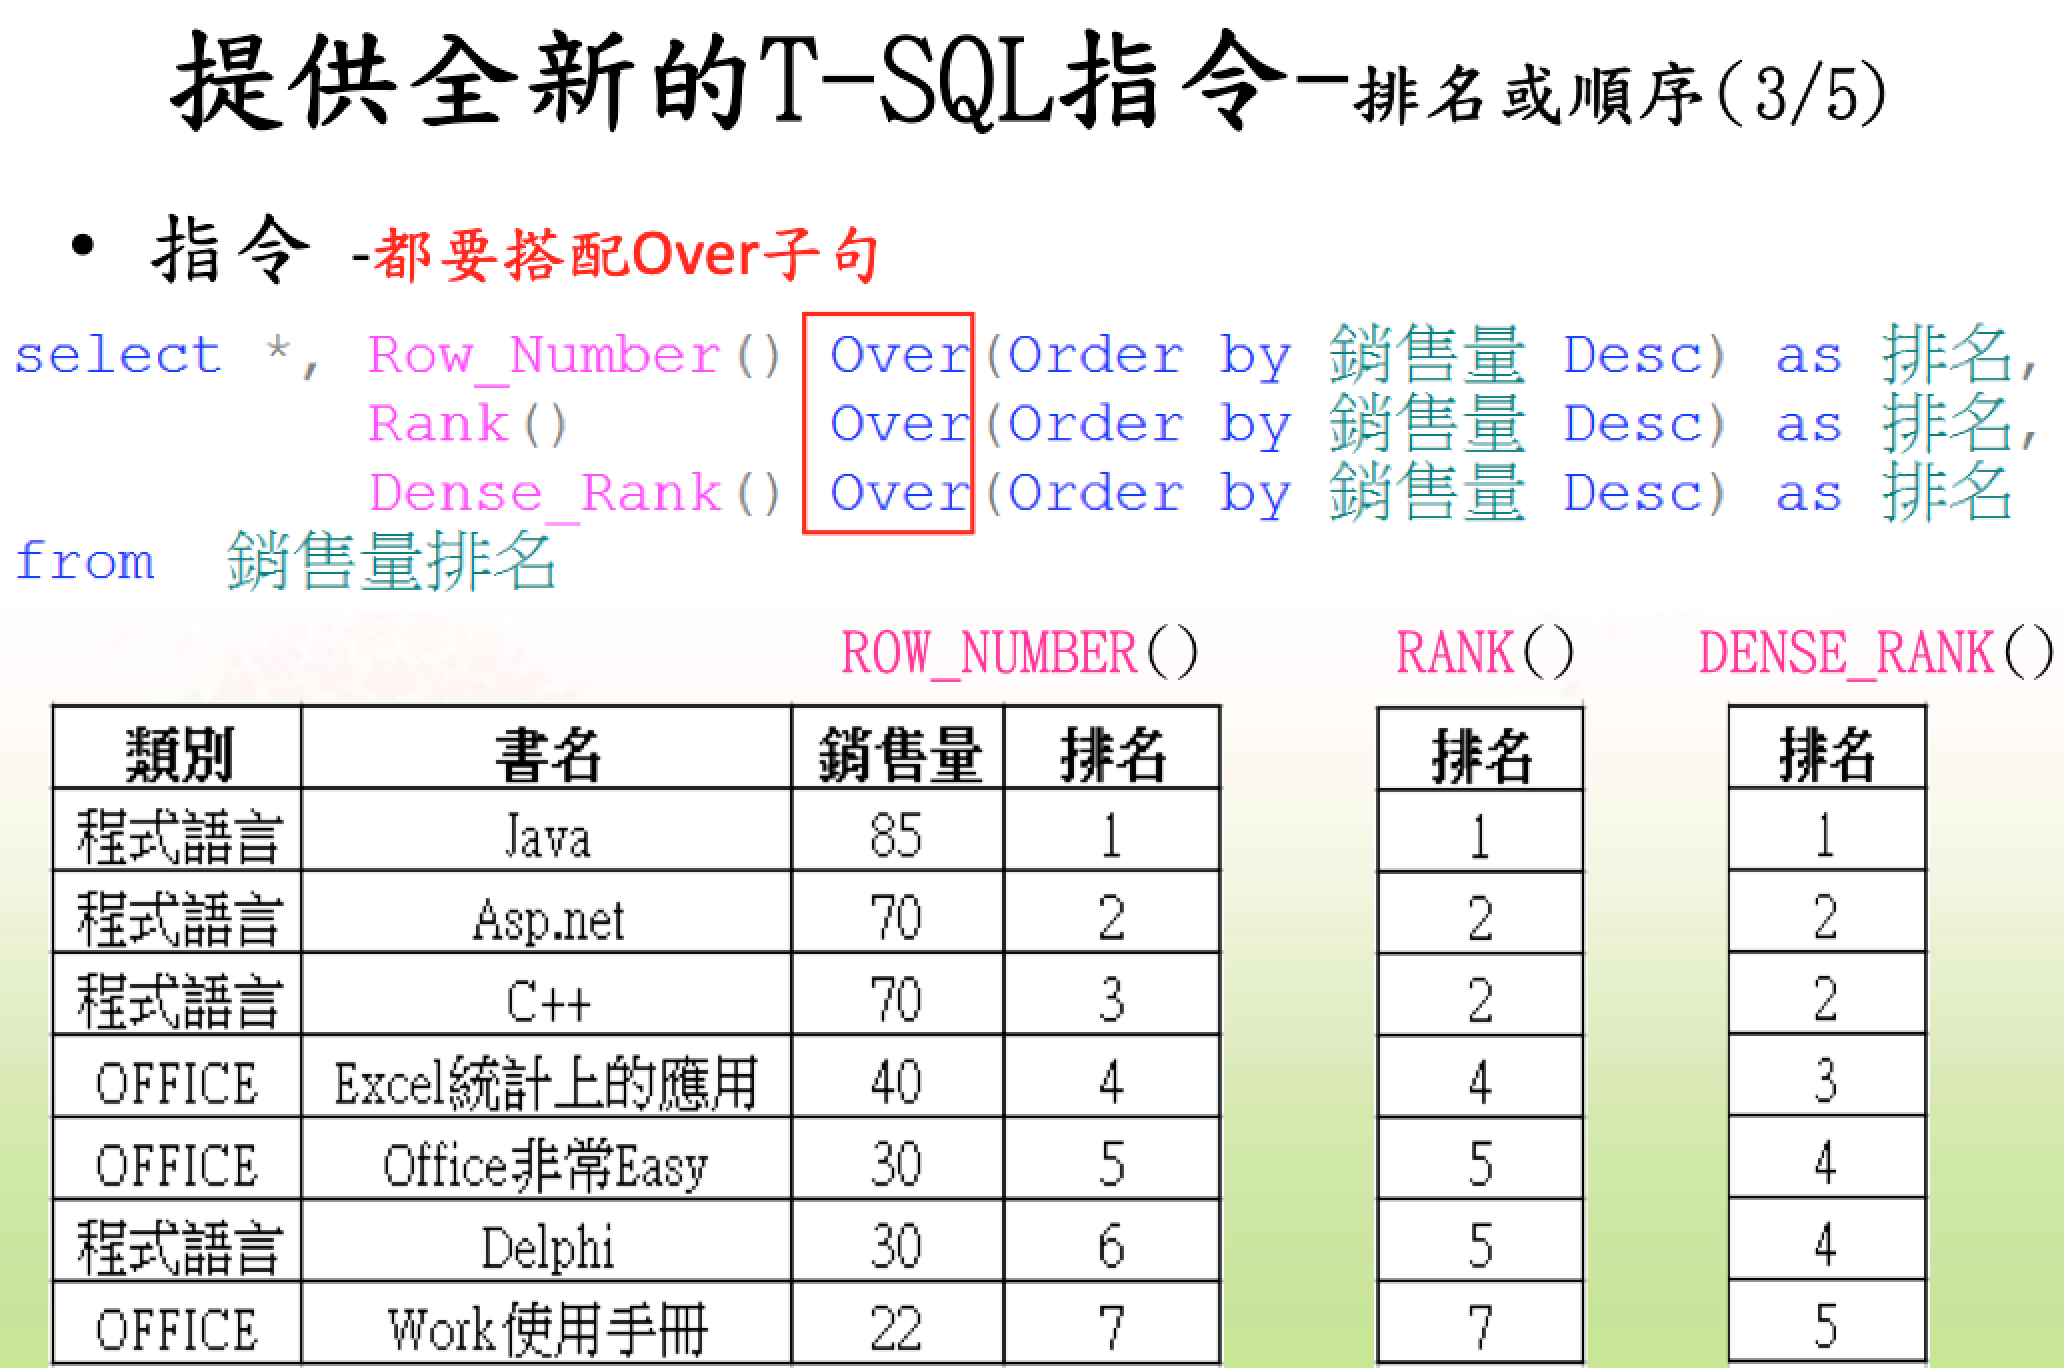 提供全新的T-SQL指令-排名或順序(3/5)
• 指令 -都要搭配Over子句
select *, Row_Number() Over(Order by 銷售量 Desc) as 排名,
Rank() Over(Order by 銷售量 Desc) as 排名,
Dense_Rank() Over(Order by 銷售量 Desc) as 排名
from 銷售量排名
ROW_NUMBER() RANK() DENSE_RANK()
類別 書名 銷售量 排名 排名 排名
程式語言 Java 85 1 1 1
程式語言 Asp.net 70 2 2 2
程式語言 C++ 70 3 2 2
OFFICE Excel統計上的應用 40 4 4 3
OFFICE Office非常Easy 30 5 5 4
程式語言 Delphi 30 6 5 4
OFFICE Work使用手冊 22 7 7 5